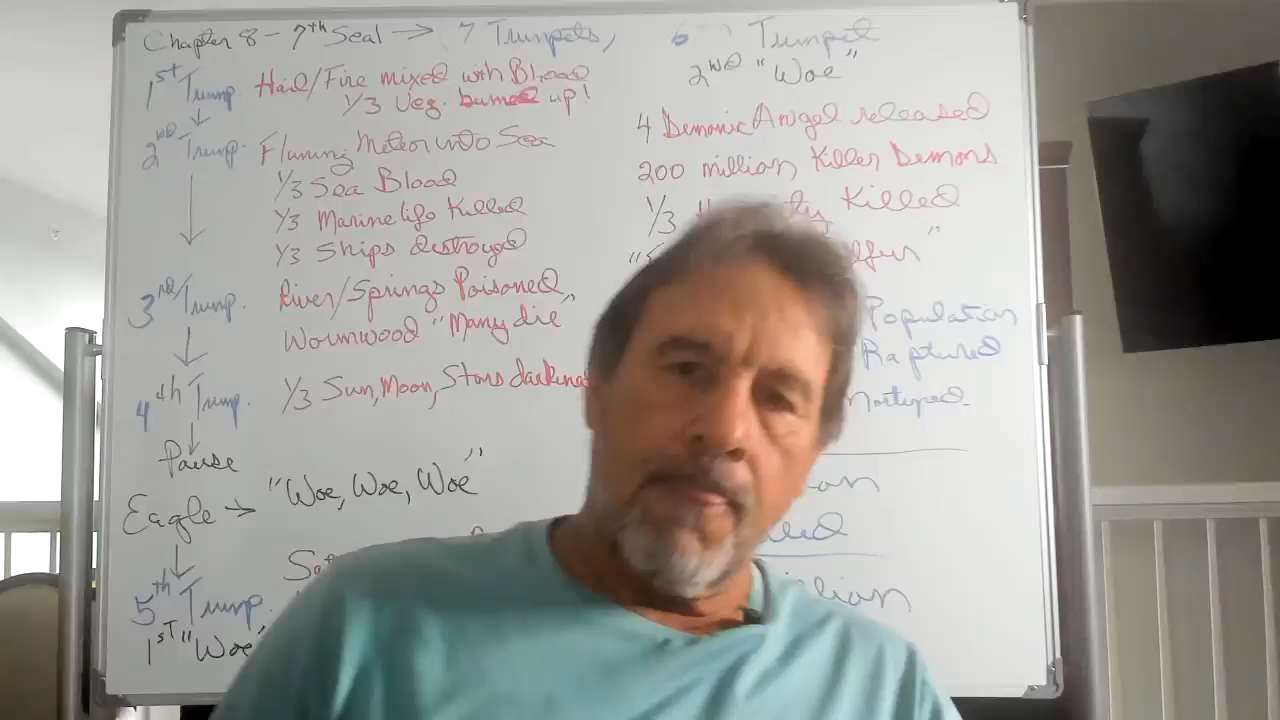 Chapter 8 - 7th Seal → 7 Trumpets,
1st Trump. Hail/Fire mixed with Blood
1/3 Veg. burned up!
2nd Trump. Flaming Meteor into Sea
1/3 Sea Blood
1/3 Marine life Killed
1/3 Ships destroyed
3rd Trump. River/Springs Poisoned
Wormwood "Many die"
4th Trump. 1/3 Sun, Moon, Stars darkened
Pause
Eagle → "Woe, Woe, Woe"
5th Trump.
1st "Woe"
6 Trumpet
2nd "Woe"
4 Demonic Angel released
200 million Killer Demons
1/3 Killed
Population
Raptured
Martyred